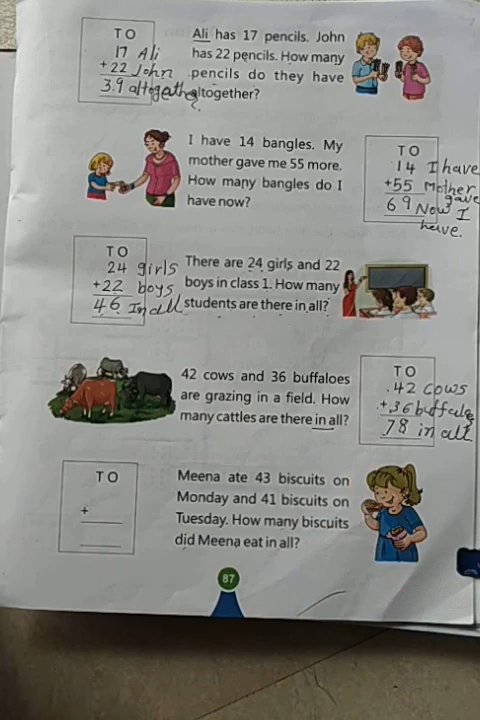 T O
17 Ali
+22 John
39 altogether
Ali has 17 pencils. John
has 22 pencils. How many
pencils do they have
altogether?
I have 14 bangles. My
mother gave me 55 more.
How many bangles do I
have now?
T O
14 I have
+55 Mother
gave
69 Now I
have.
T O
24 girls
+22 boys
46 In all
There are 24 girls and 22
boys in class 1. How many
students are there in all?
42 cows and 36 buffaloes
are grazing in a field. How
many cattles are there in all?
T O
42 cows
+36 buffalo
78 in all
T O
+
Meena ate 43 biscuits on
Monday and 41 biscuits on
Tuesday. How many biscuits
did Meena eat in all?
87